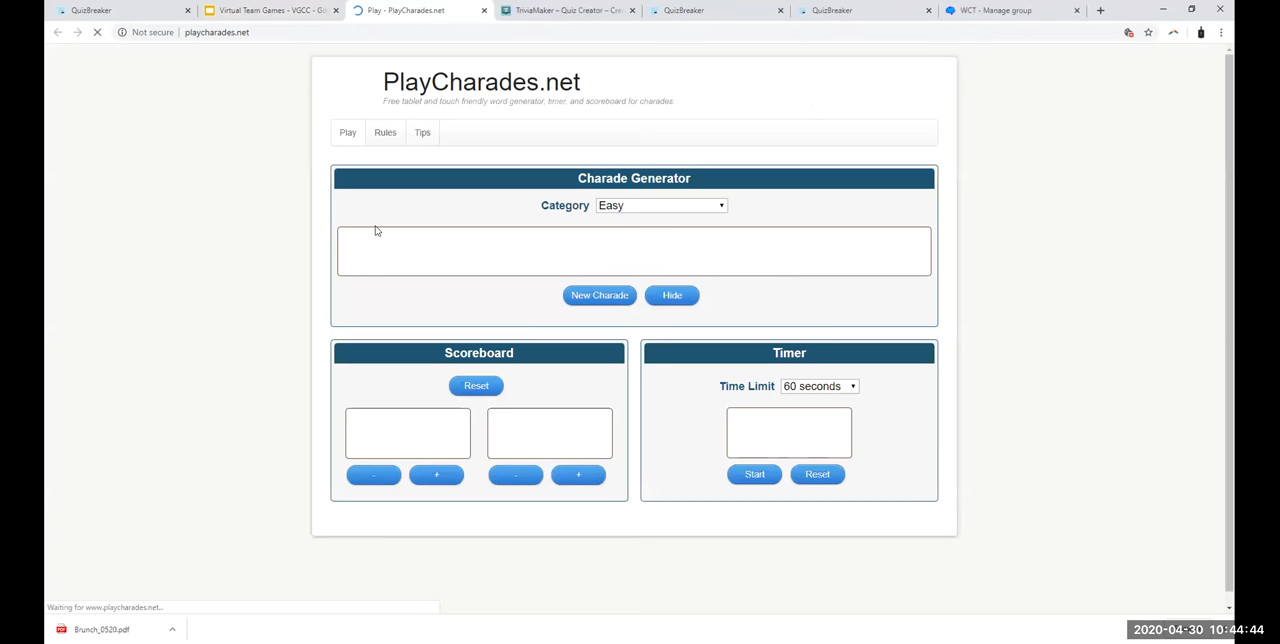 QuizBreaker
Virtual Team Games - VGCC - Go
Play - PlayCharades.net
TriviaMaker - Quiz Creator - Cre
QuizBreaker
QuizBreaker
WCT - Manage group
Not secure | playcharades.net
PlayCharades.net
Free tablet and touch friendly word generator, timer, and scoreboard for charades.
Play
Rules
Tips
Charade Generator
Category Easy
New Charade
Hide
Scoreboard
Reset
- + - +
Timer
Time Limit 60 seconds
Start
Reset
Waiting for www.playcharades.net...
Brunch_0520.pdf
2020-04-30 10:44:44